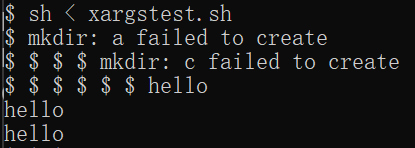 $ sh < xargstest.sh
$ mkdir: a failed to create
$ $ $ $ mkdir: c failed to create
$ $ $ $ $ $ hello
hello
hello